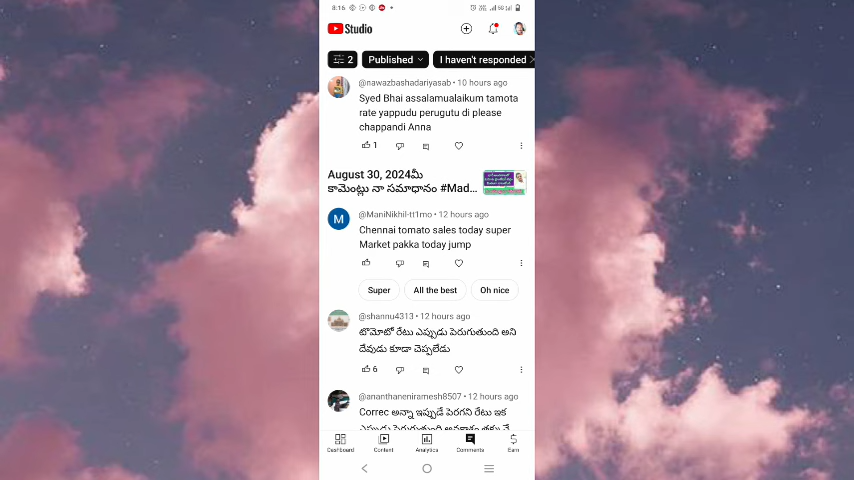 8:16
Studio
2
Published
I haven't responded
@nawazbashadariyasab • 10 hours ago
Syed Bhai assalamualaikum tamota
rate yappudu perugutu di please
chappandi Anna
1
August 30, 2024మీ
కామెంట్లు నా సమాధానం #Mad...
M
@ManiNikhil-tt1mo • 12 hours ago
Chennai tomato sales today super
Market pakka today jump
Super
All the best
Oh nice
@shannu4313 • 12 hours ago
టొమోటో రేటు ఎప్పుడు పెరుగుతుంది అని
దేవుడు కూడా చెప్పలేడు
6
@ananthaneniramesh8507 • 12 hours ago
Correc అన్నా ఇప్పుడే పెరగని రేటు ఇక
Dashboard
Content
Analytics
Comments
Earn